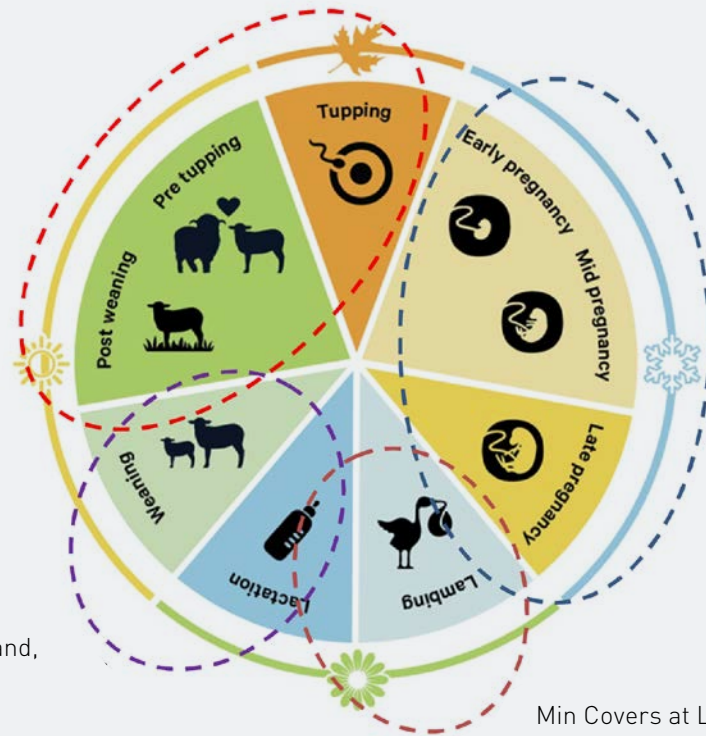 Tupping
Pre tupping
Post weaning
Early pregnancy
Mid pregnancy
Late pregnancy
Lambing
Lactation
Weaning
and,
Min Covers at L